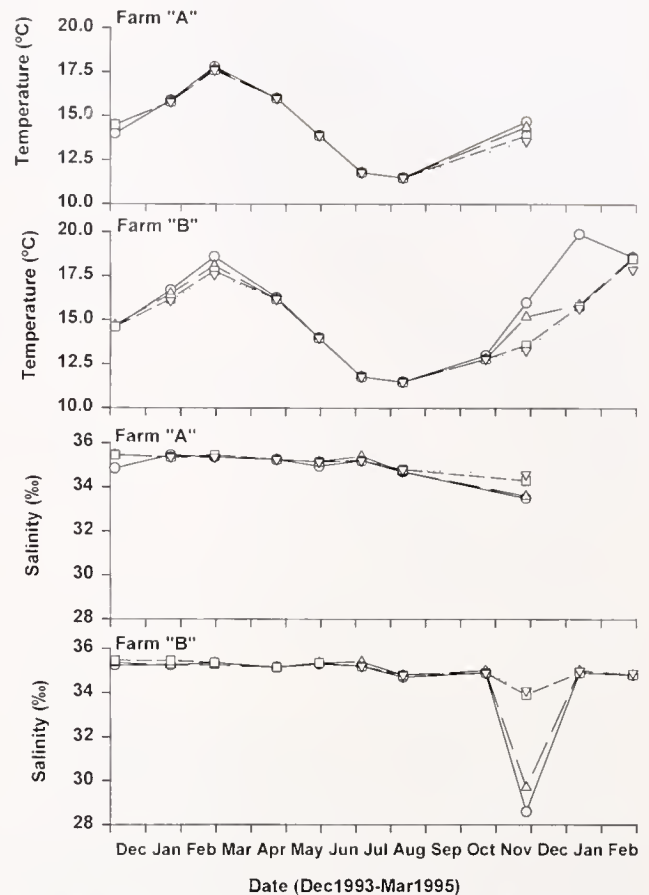 Farm "A"
Temperature (°C)
20.0
17.5
15.0
12.5
10.0
Farm "B"
Temperature (°C)
20.0
17.5
15.0
12.5
10.0
Farm "A"
Salinity (‰)
36
34
32
30
28
Farm "B"
Salinity (‰)
36
34
32
30
28
Dec Jan Feb Mar Apr May Jun Jul Aug Sep Oct Nov Dec Jan Feb
Date (Dec1993-Mar1995)